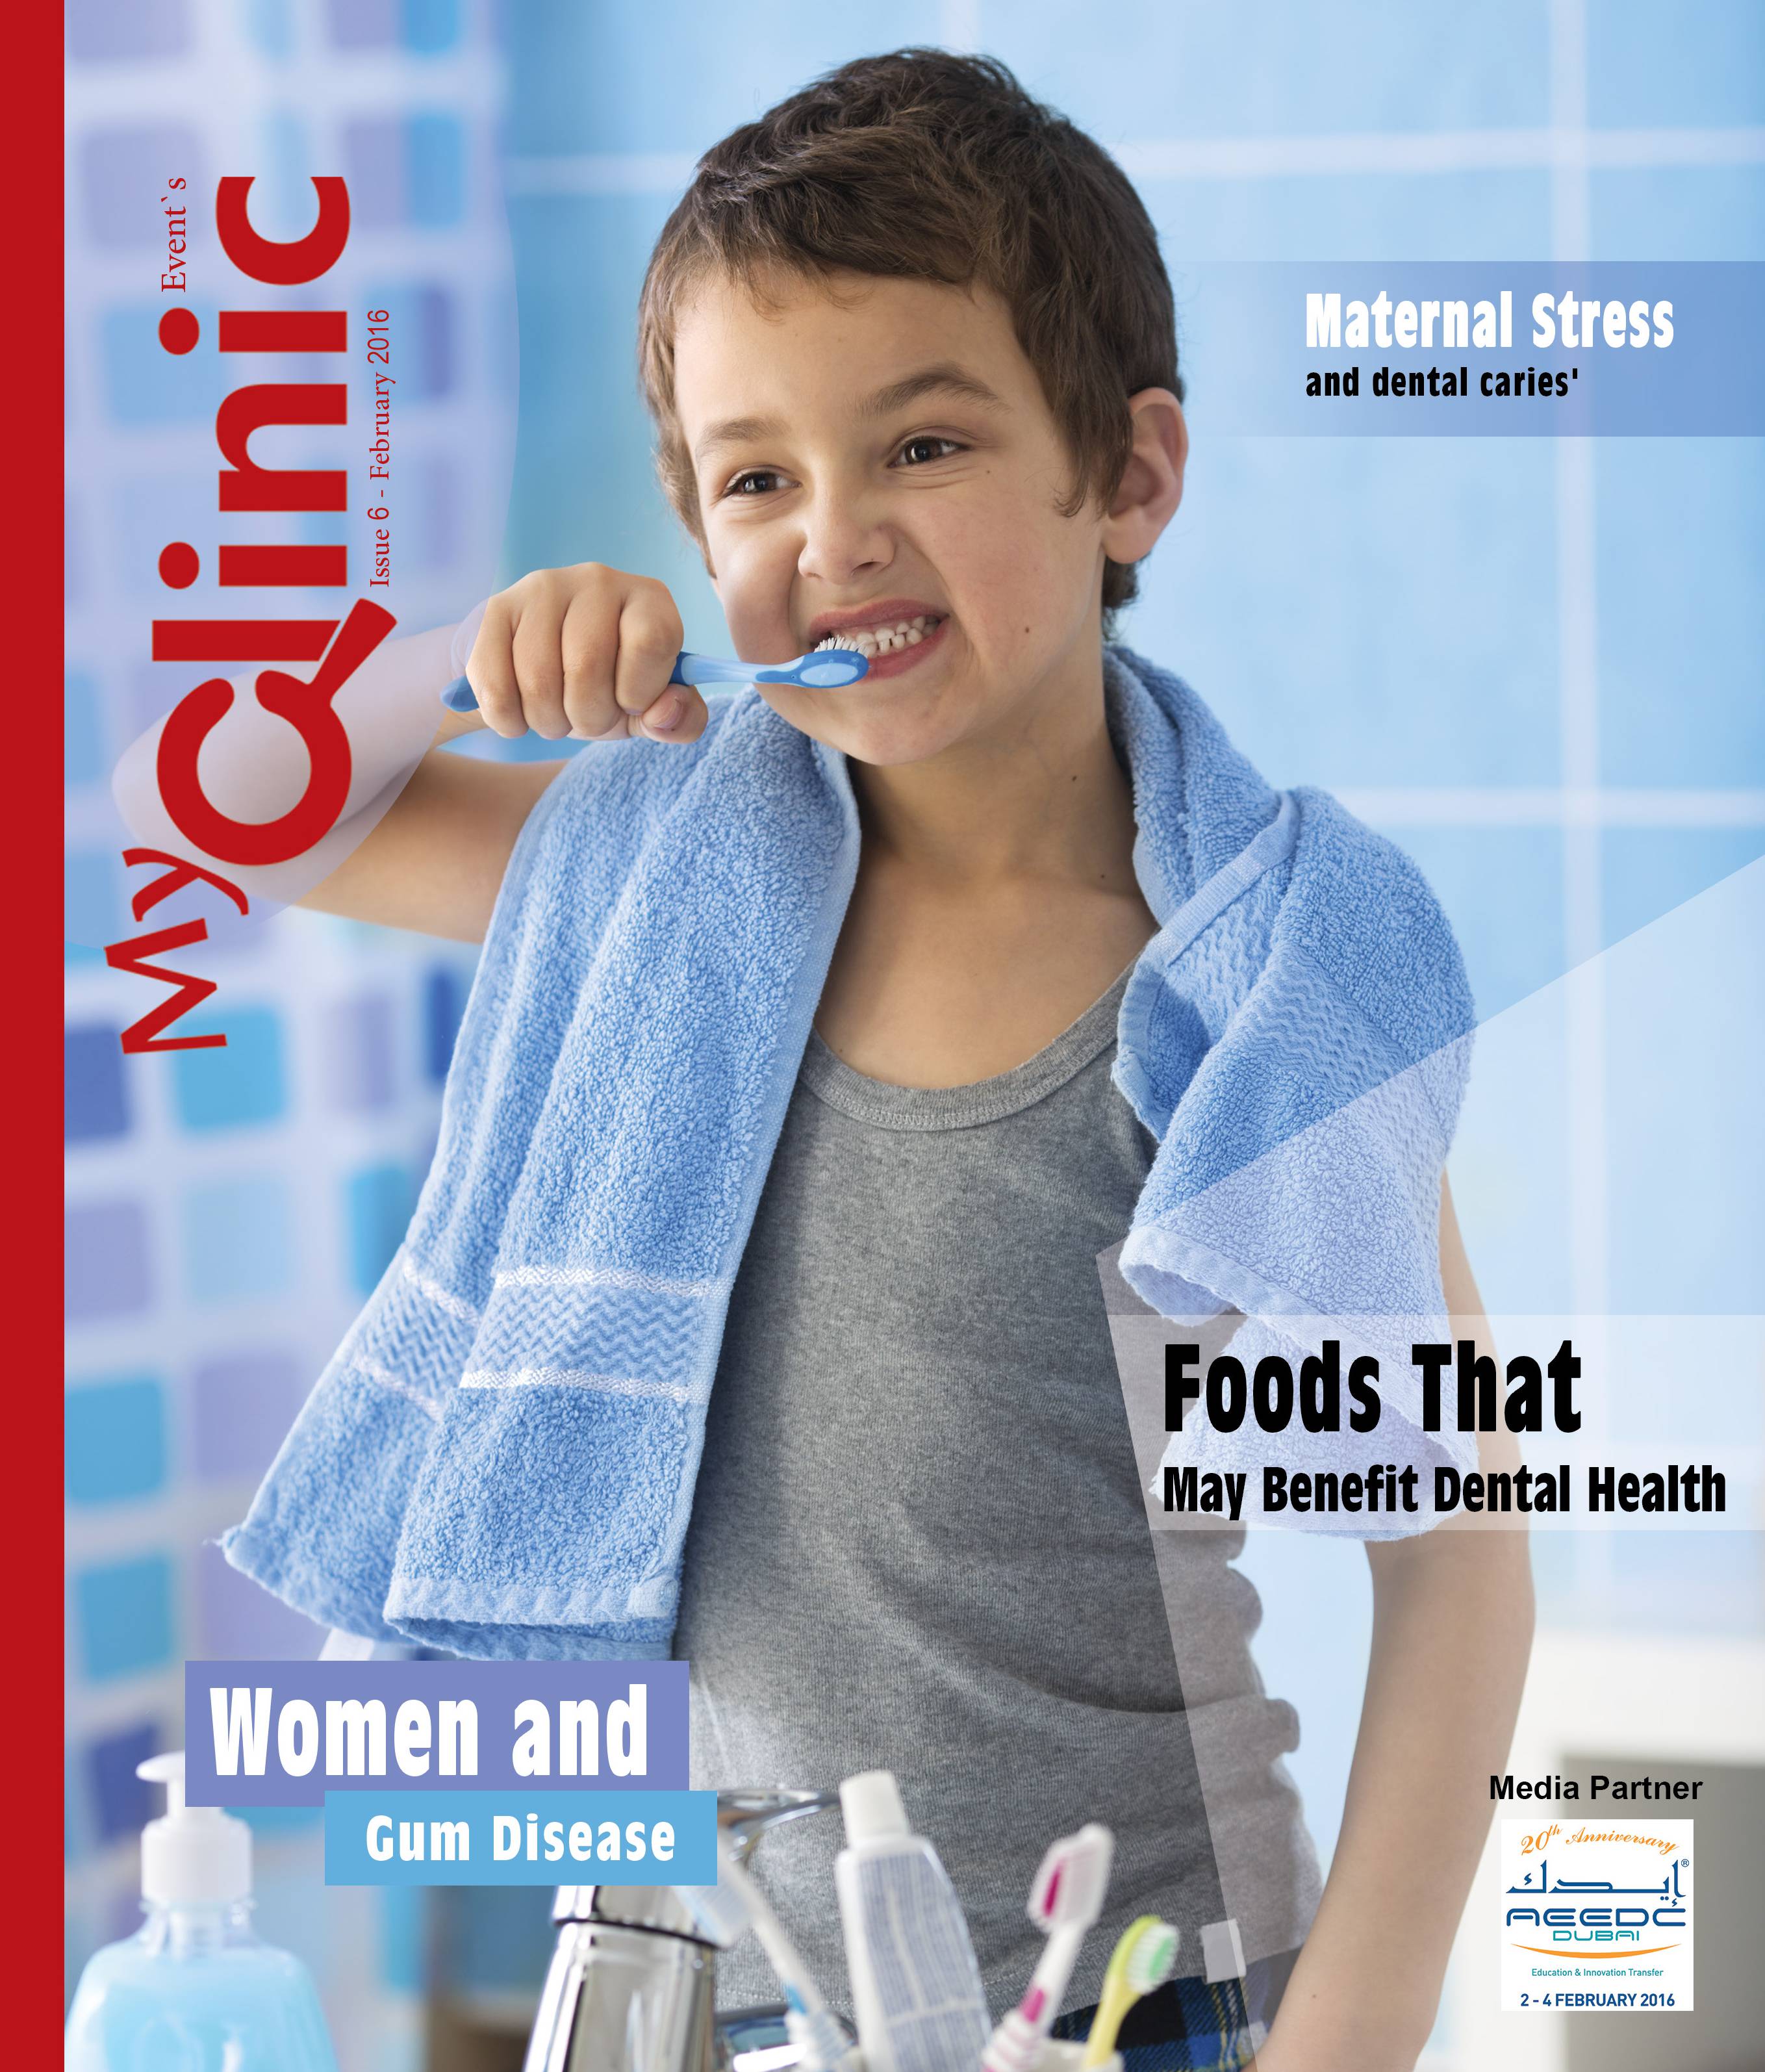 MyClinic
Event`s
Issue 6 - February 2016
Maternal Stress
and dental caries'
Foods That
May Benefit Dental Health
Women and
Gum Disease
Media Partner
20th Anniversary
إيدك®
AEEDC
DUBAI
Education & Innovation Transfer
2 - 4 FEBRUARY 2016